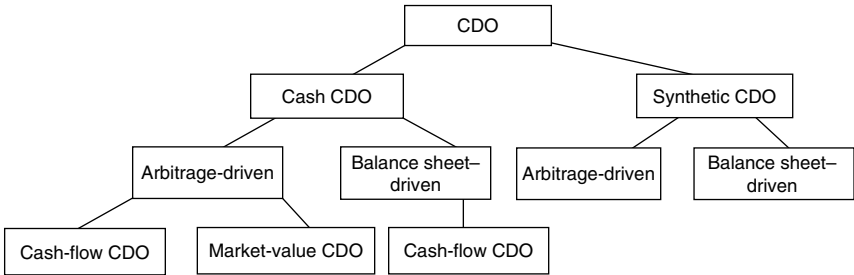 CDO
Cash CDO
Synthetic CDO
Arbitrage-driven
Balance sheet–
driven
Arbitrage-driven
Balance sheet–
driven
Cash-flow CDO
Market-value CDO
Cash-flow CDO